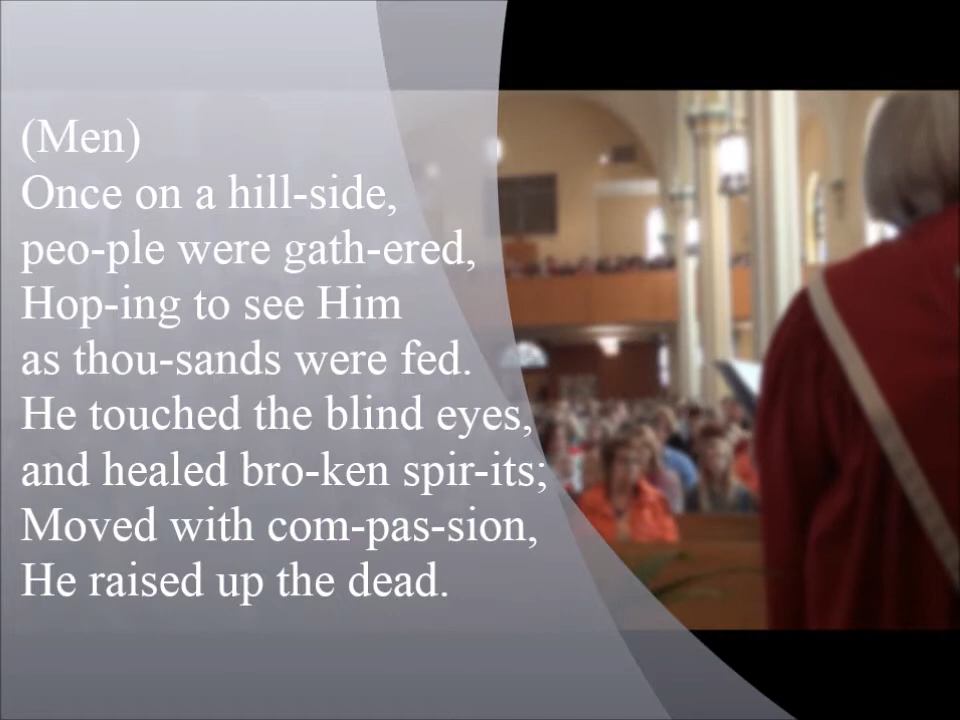 (Men)
Once on a hill-side,
peo-ple were gath-ered,
Hop-ing to see Him
as thou-sands were fed.
He touched the blind eyes,
and healed bro-ken spir-its;
Moved with com-pas-sion,
He raised up the dead.